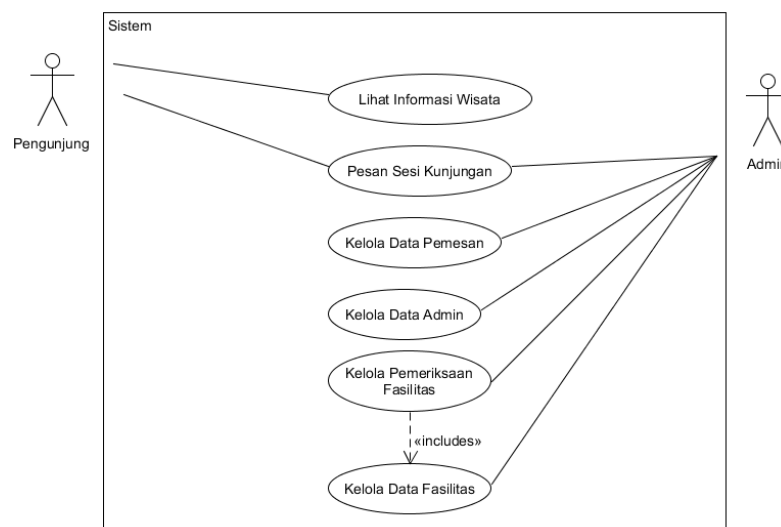 Sistem
Pengunjung
Lihat Informasi Wisata
Pesan Sesi Kunjungan
Kelola Data Pemesan
Kelola Data Admin
Kelola Pemeriksaan
Fasilitas
«includes»
Kelola Data Fasilitas
Admin